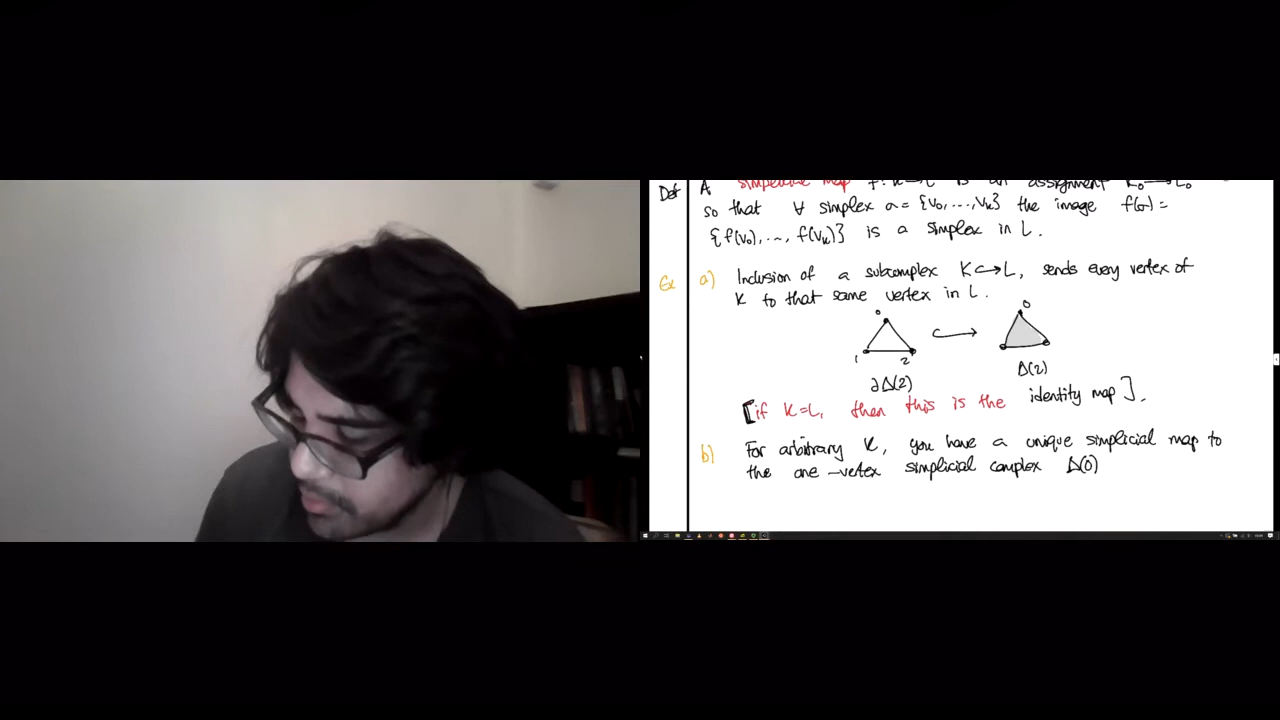 Def A simplicial map f: K → L is an assignment K₀ → L₀
so that ∀ simplex σ = {v₀, ..., vₖ} the image f(σ) =
{f(v₀), ..., f(vₖ)} is a simplex in L.
Ex a) Inclusion of a subcomplex K ↪ L, sends every vertex of
K to that same vertex in L.
0 0
1 2
∂Δ(2) Δ(2)
[if K=L, then this is the identity map].
b) For arbitrary K, you have a unique simplicial map to
the one-vertex simplicial complex Δ(0)